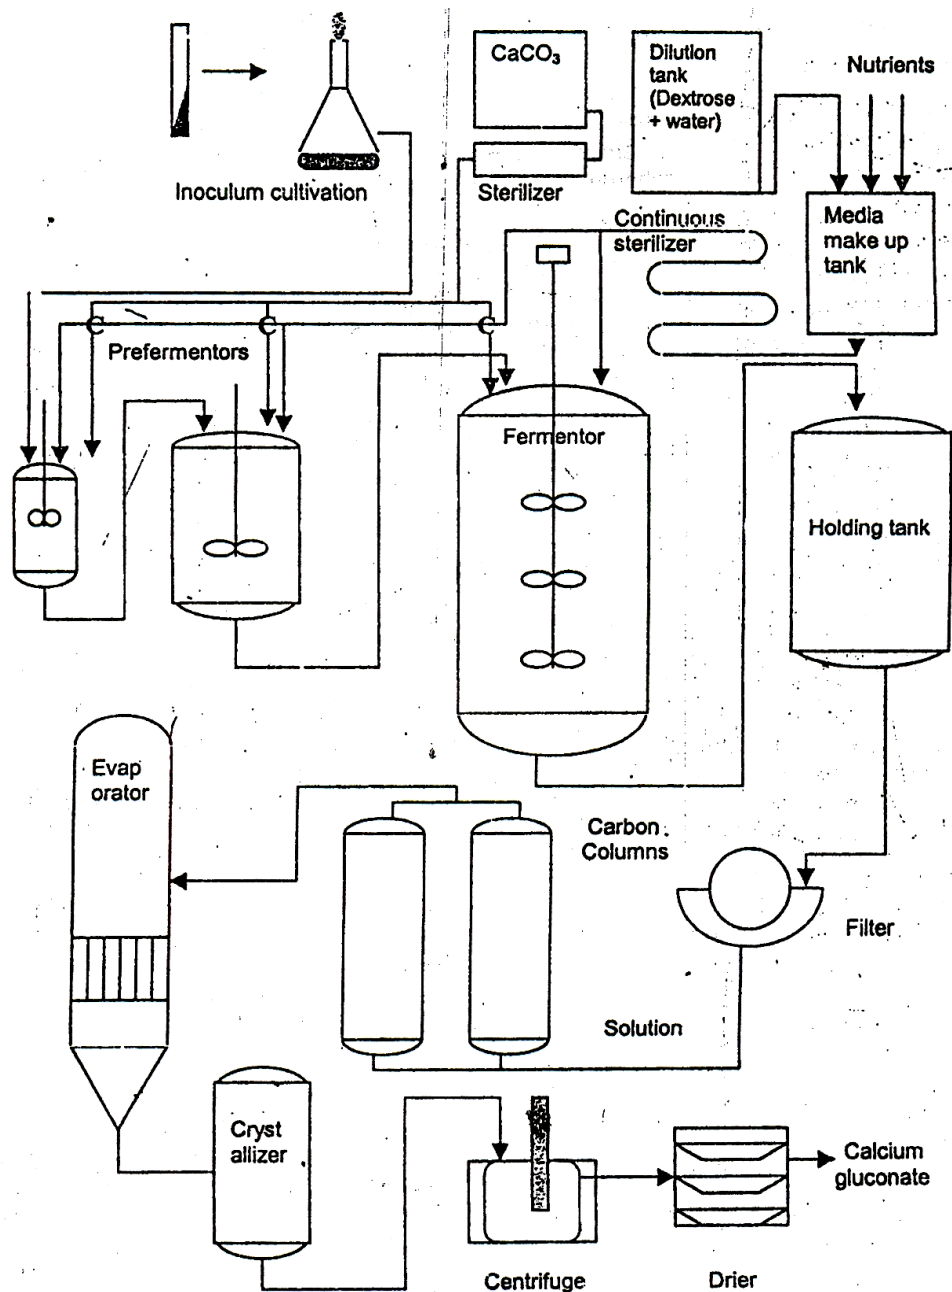 CaCO₃
Dilution
tank
(Dextrose
+ water)
Nutrients
Inoculum cultivation
Sterilizer
Continuous
sterilizer
Media
make up
tank
C
C
C
Prefermentors
Fermentor
Holding tank
Evap
orator
Carbon
Columns
Filter
Solution
Cryst
allizer
Calcium
gluconate
Centrifuge
Drier